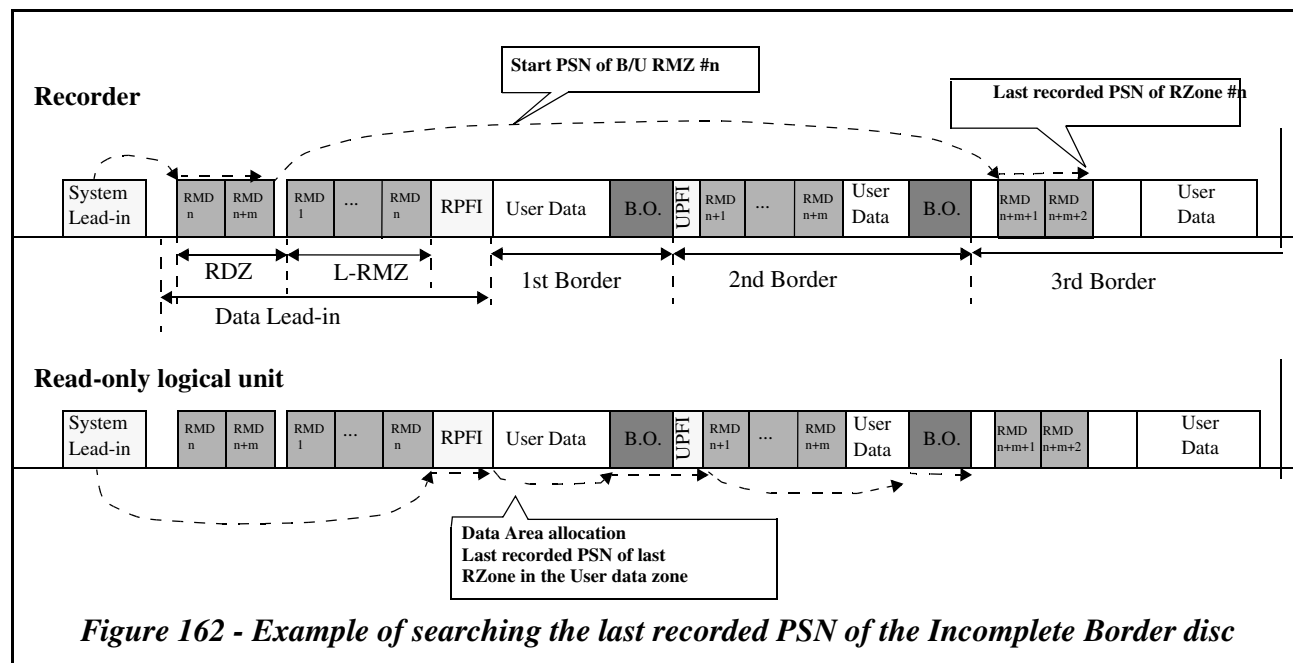 Start PSN of B/U RMZ #n
Last recorded PSN of RZone #n
Recorder
System
Lead-in
RMD
n
RMD
n+m
RMD
1
...
RMD
n
RPFI
User Data
B.O.
UPFI
RMD
n+1
...
RMD
n+m
User
Data
B.O.
RMD
n+m+1
RMD
n+m+2
User
Data
RDZ
L-RMZ
1st Border
2nd Border
3rd Border
Data Lead-in
Read-only logical unit
System
Lead-in
RMD
n
RMD
n+m
RMD
1
...
RMD
n
RPFI
User Data
B.O.
UPFI
RMD
n+1
...
RMD
n+m
User
Data
B.O.
RMD
n+m+1
RMD
n+m+2
User
Data
Data Area allocation
Last recorded PSN of last
RZone in the User data zone
Figure 162 - Example of searching the last recorded PSN of the Incomplete Border disc